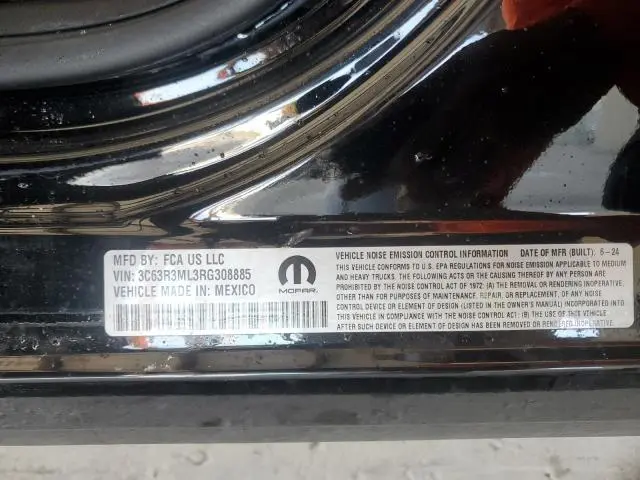 MFD BY: FCA US LLC
VIN: 3C63R3ML3RG308885
VEHICLE MADE IN: MEXICO
MOPAR
VEHICLE NOISE EMISSION CONTROL INFORMATION DATE OF MFR (BUILT): 6-24
THIS VEHICLE CONFORMS TO U.S. EPA REGULATIONS FOR NOISE EMISSION APPLICABLE TO MEDIUM
AND HEAVY TRUCKS. THE FOLLOWING ACTS OR THE CAUSING THEREOF BY ANY PERSON
ARE PROHIBITED BY THE NOISE CONTROL ACT OF 1972: (A) THE REMOVAL OR RENDERING INOPERATIVE,
OTHER THAN FOR PURPOSES OF MAINTENANCE, REPAIR, OR REPLACEMENT, OF ANY NOISE
CONTROL DEVICE OR ELEMENT OF DESIGN (LISTED IN THE OWNER'S MANUAL) INCORPORATED INTO
THIS VEHICLE IN COMPLIANCE WITH THE NOISE CONTROL ACT: (B) THE USE OF THIS VEHICLE
AFTER SUCH DEVICE OR ELEMENT OF DESIGN HAS BEEN REMOVED OR RENDERED INOPERATIVE.